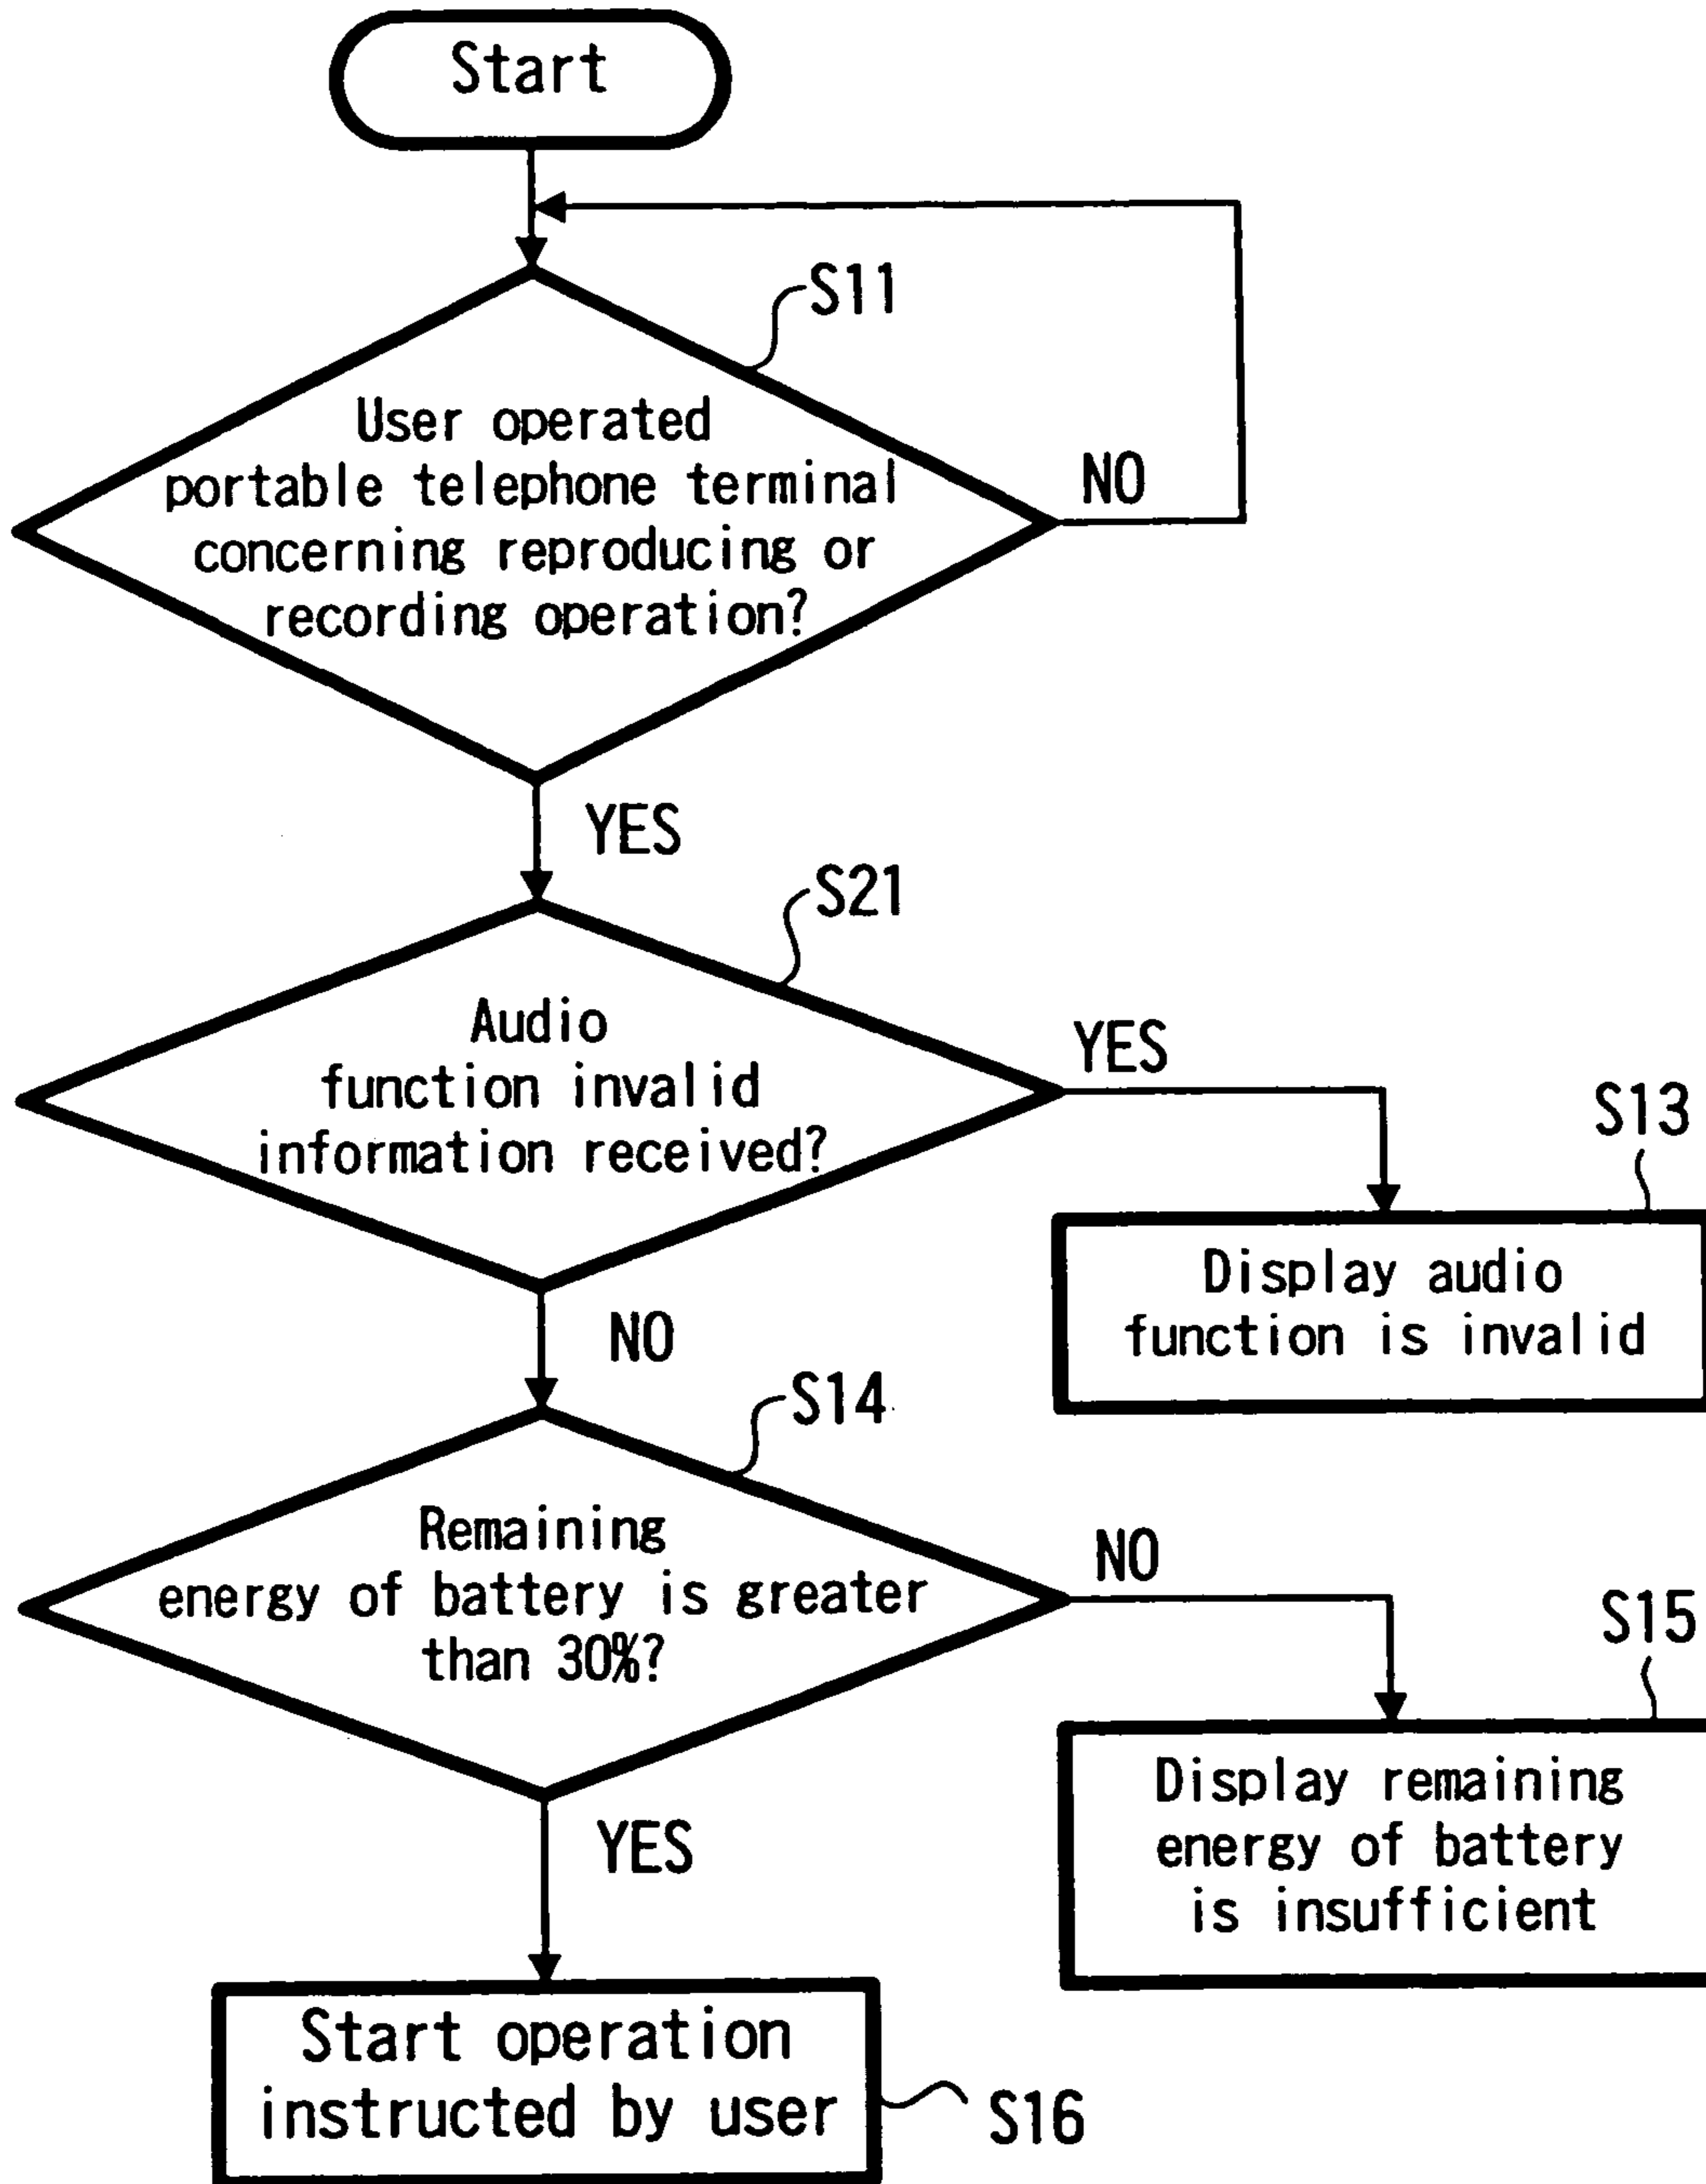 Start
S11
User operated
portable telephone terminal
concerning reproducing or
recording operation?
NO
YES
S21
Audio
function invalid
information received?
YES
S13
Display audio
function is invalid
NO
S14
Remaining
energy of battery is greater
than 30%?
NO
S15
Display remaining
energy of battery
is insufficient
YES
Start operation
instructed by user
S16